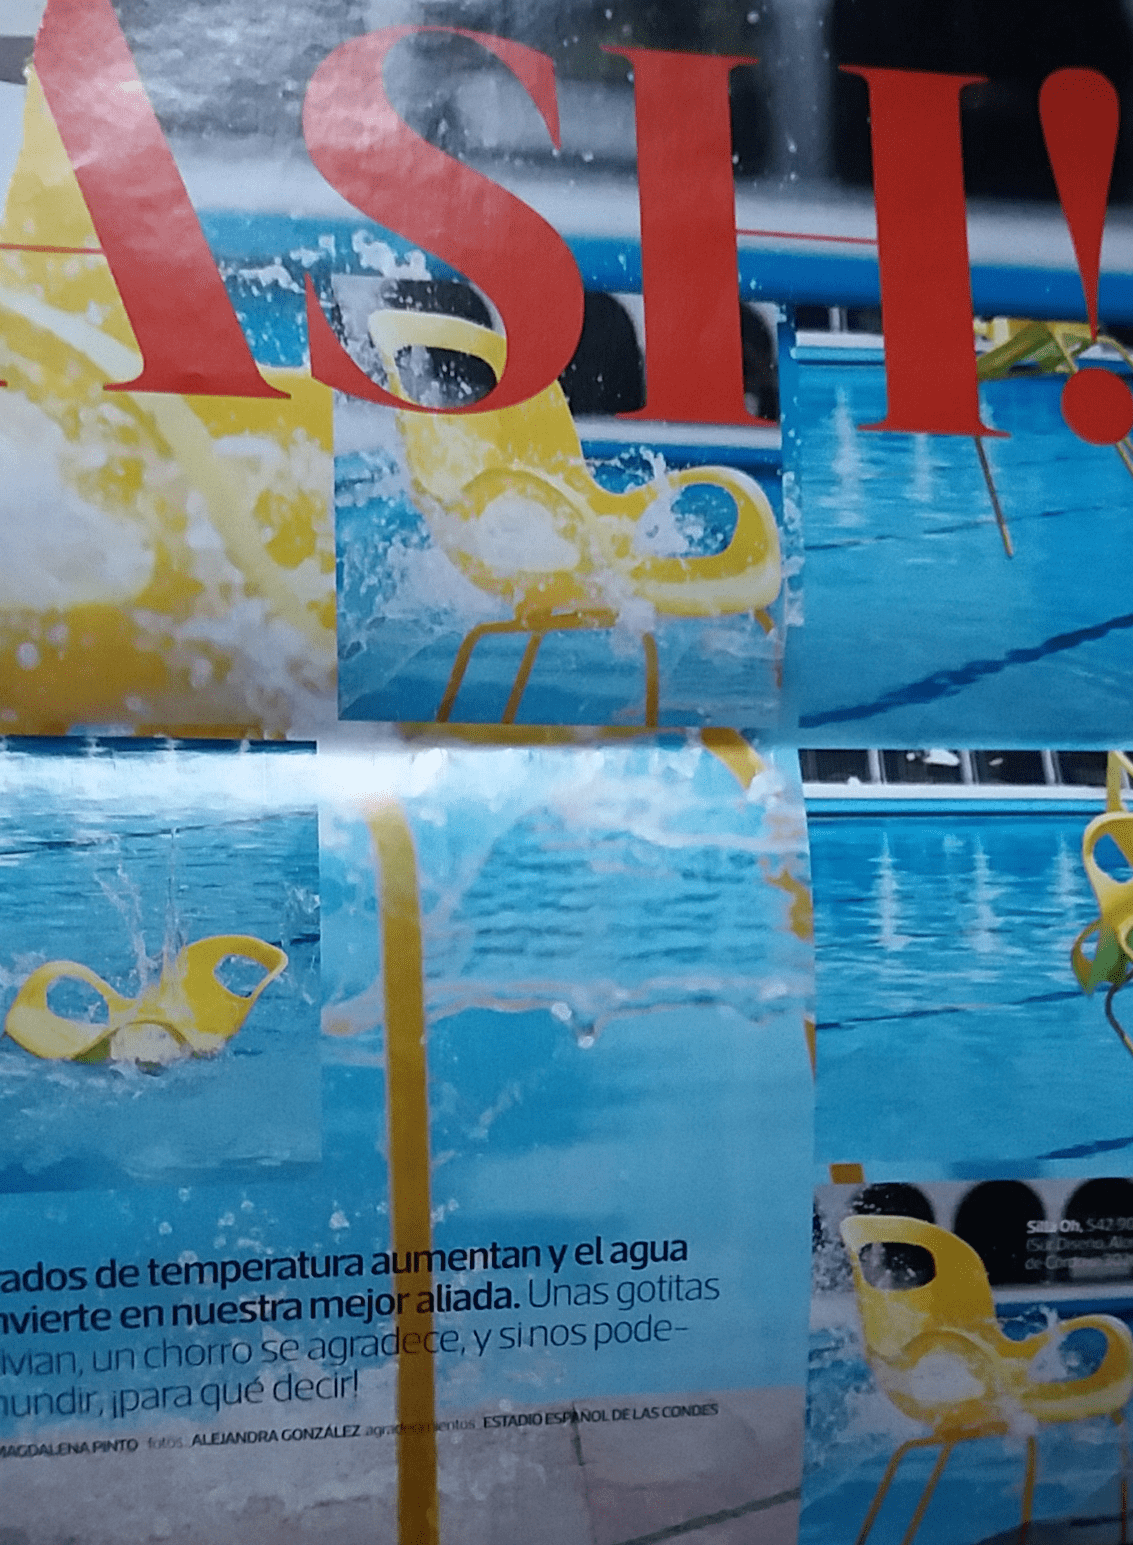 ASH!
ados de temperatura aumentan y el agua
nvierte en nuestra mejor aliada. Unas gotitas
ivian, un chorro se agradece, y si nos pode-
nundir, ¡para qué decir!
MAGDALENA PINTO fotos: ALEJANDRA GONZÁLEZ agradecimientos: ESTADIO ESPAÑOL DE LAS CONDES
Silla Oh,